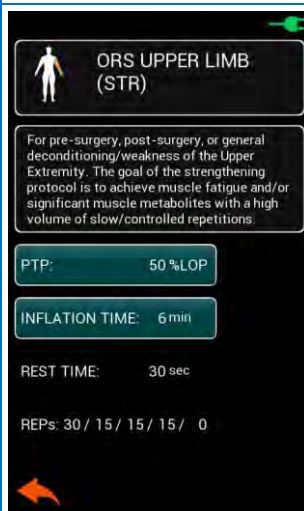 ORS UPPER LIMB
(STR)
For pre-surgery, post-surgery, or general
deconditioning/weakness of the Upper
Extremity. The goal of the strengthening
protocol is to achieve muscle fatigue and/or
significant muscle metabolites with a high
volume of slow/controlled repetitions.
PTP: 50 %LOP
INFLATION TIME: 6 min
REST TIME: 30 sec
REPs: 30 / 15 / 15 / 15 / 0